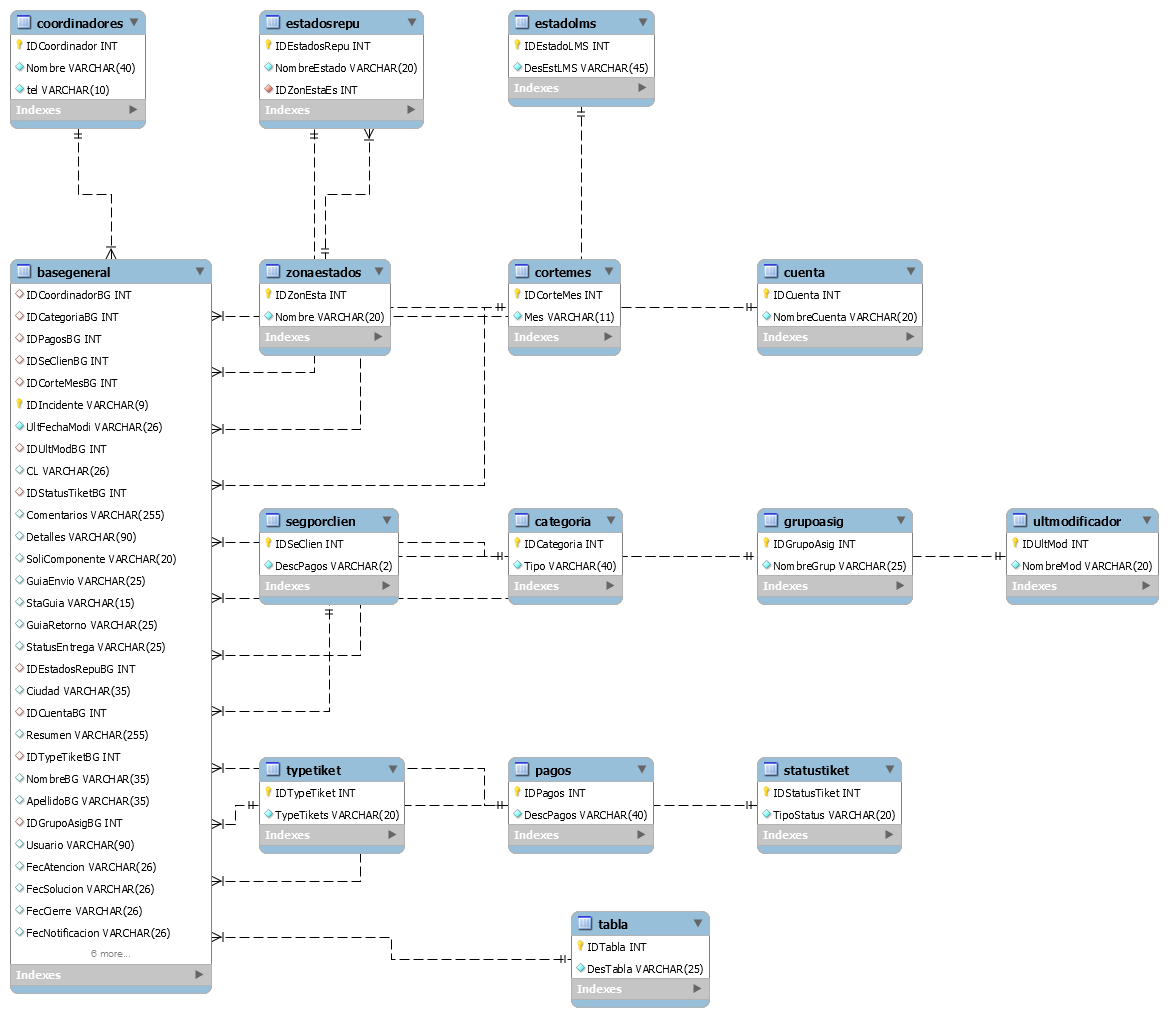 coordinadores
IDCoordinador INT
Nombre VARCHAR(40)
tel VARCHAR(10)
Indexes
estadosrepu
IDEstadosRepu INT
NombreEstado VARCHAR(20)
IDZonEstaEs INT
Indexes
estadolms
IDEstadoLMS INT
DesEstLMS VARCHAR(45)
Indexes
basegeneral
IDCoordinadorBG INT
IDCategoriaBG INT
IDPagosBG INT
IDSeClienBG INT
IDCorteMesBG INT
IDIncidente VARCHAR(9)
UltFechaModi VARCHAR(26)
IDUltModBG INT
CL VARCHAR(26)
IDStatusTiketBG INT
Comentarios VARCHAR(255)
Detalles VARCHAR(90)
SoliComponente VARCHAR(20)
GuiaEnvio VARCHAR(25)
StaGuia VARCHAR(15)
GuiaRetorno VARCHAR(25)
StatusEntrega VARCHAR(25)
IDEstadosRepuBG INT
Ciudad VARCHAR(35)
IDCuentaBG INT
Resumen VARCHAR(255)
IDTypeTiketBG INT
NombreBG VARCHAR(35)
ApellidoBG VARCHAR(35)
IDGrupoAsigBG INT
Usuario VARCHAR(90)
FecAtencion VARCHAR(26)
FecSolucion VARCHAR(26)
FecCierre VARCHAR(26)
FecNotificacion VARCHAR(26)
6 more...
Indexes
zonaestados
IDZonEsta INT
Nombre VARCHAR(20)
Indexes
cortemes
IDCorteMes INT
Mes VARCHAR(11)
Indexes
cuenta
IDCuenta INT
NombreCuenta VARCHAR(20)
Indexes
segporclien
IDSeClien INT
DescPagos VARCHAR(2)
Indexes
categoria
IDCategoria INT
Tipo VARCHAR(40)
Indexes
grupoasig
IDGrupoAsig INT
NombreGrup VARCHAR(25)
Indexes
ultmodificador
IDUltMod INT
NombreMod VARCHAR(20)
Indexes
typetiket
IDTypeTiket INT
TypeTikets VARCHAR(20)
Indexes
pagos
IDPagos INT
DescPagos VARCHAR(40)
Indexes
statustiket
IDStatusTiket INT
TipoStatus VARCHAR(20)
Indexes
tabla
IDTabla INT
DesTabla VARCHAR(25)
Indexes